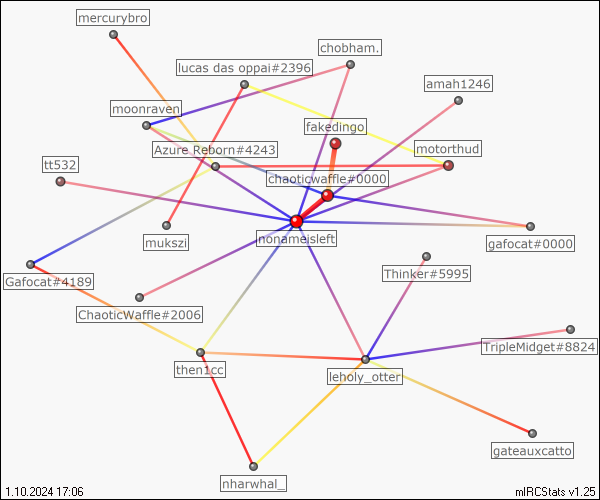 mercurybro
chobham.
lucas das oppai#2396
amah1246
moonraven
fakedingo
Azure Reborn#4243
motorthud
tt532
chaoticwaffle#0000
mukszi
nonameisleft
gafocat#0000
Gafocat#4189
Thinker#5995
ChaoticWaffle#2006
TripleMidget#8824
then1cc
leholy_otter
gateauxcatto
nharwhal_
1.10.2024 17:06
mIRCStats v1.25